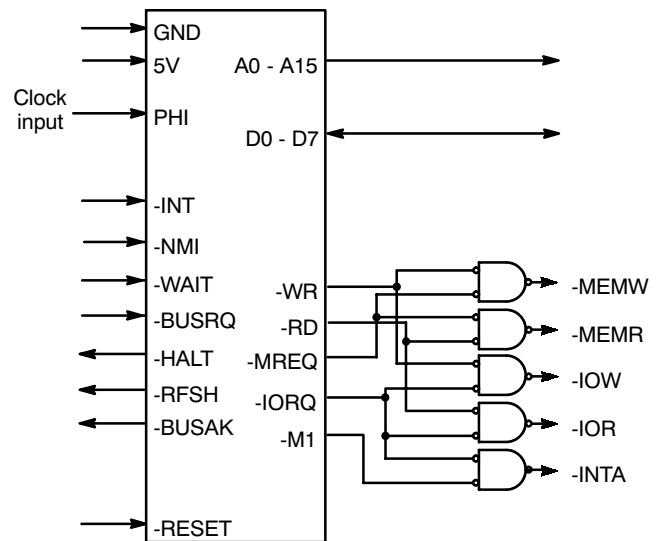 GND
5V
A0 - A15
Clock
input
PHI
D0 - D7
-INT
-NMI
-WAIT
-BUSRQ
-HALT
-RFSH
-BUSAK
-RESET
-WR
-RD
-MREQ
-IORQ
-M1
-MEMW
-MEMR
-IOW
-IOR
-INTA